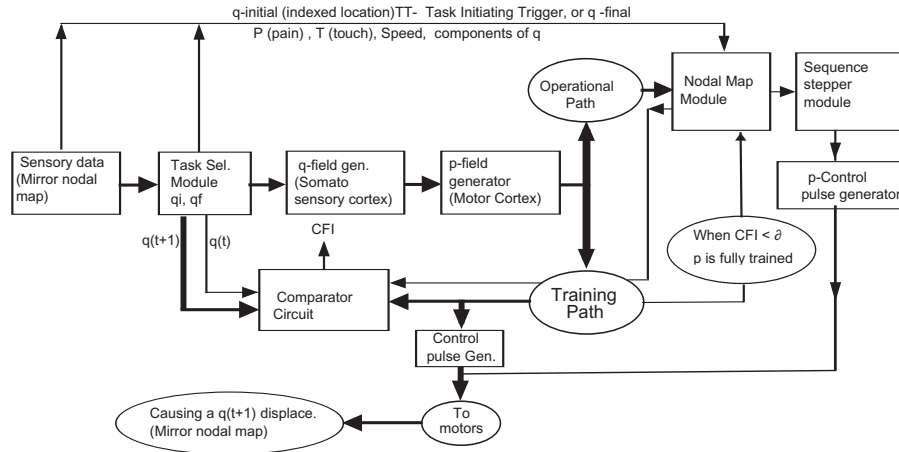 q-initial (indexed location)TT- Task Initiating Trigger, or q -final
P (pain) , T (touch), Speed, components of q
Operational
Path
Nodal Map
Module
Sequence
stepper
module
Sensory data
(Mirror nodal
map)
Task Sel.
Module
qi, qf
q-field gen.
(Somato
sensory cortex)
p-field
generator
(Motor Cortex)
p-Control
pulse generator
q(t+1)
q(t)
CFI
When CFI < ∂
p is fully trained
Comparator
Circuit
Training
Path
Control
pulse Gen.
To
motors
Causing a q(t+1) displace.
(Mirror nodal map)